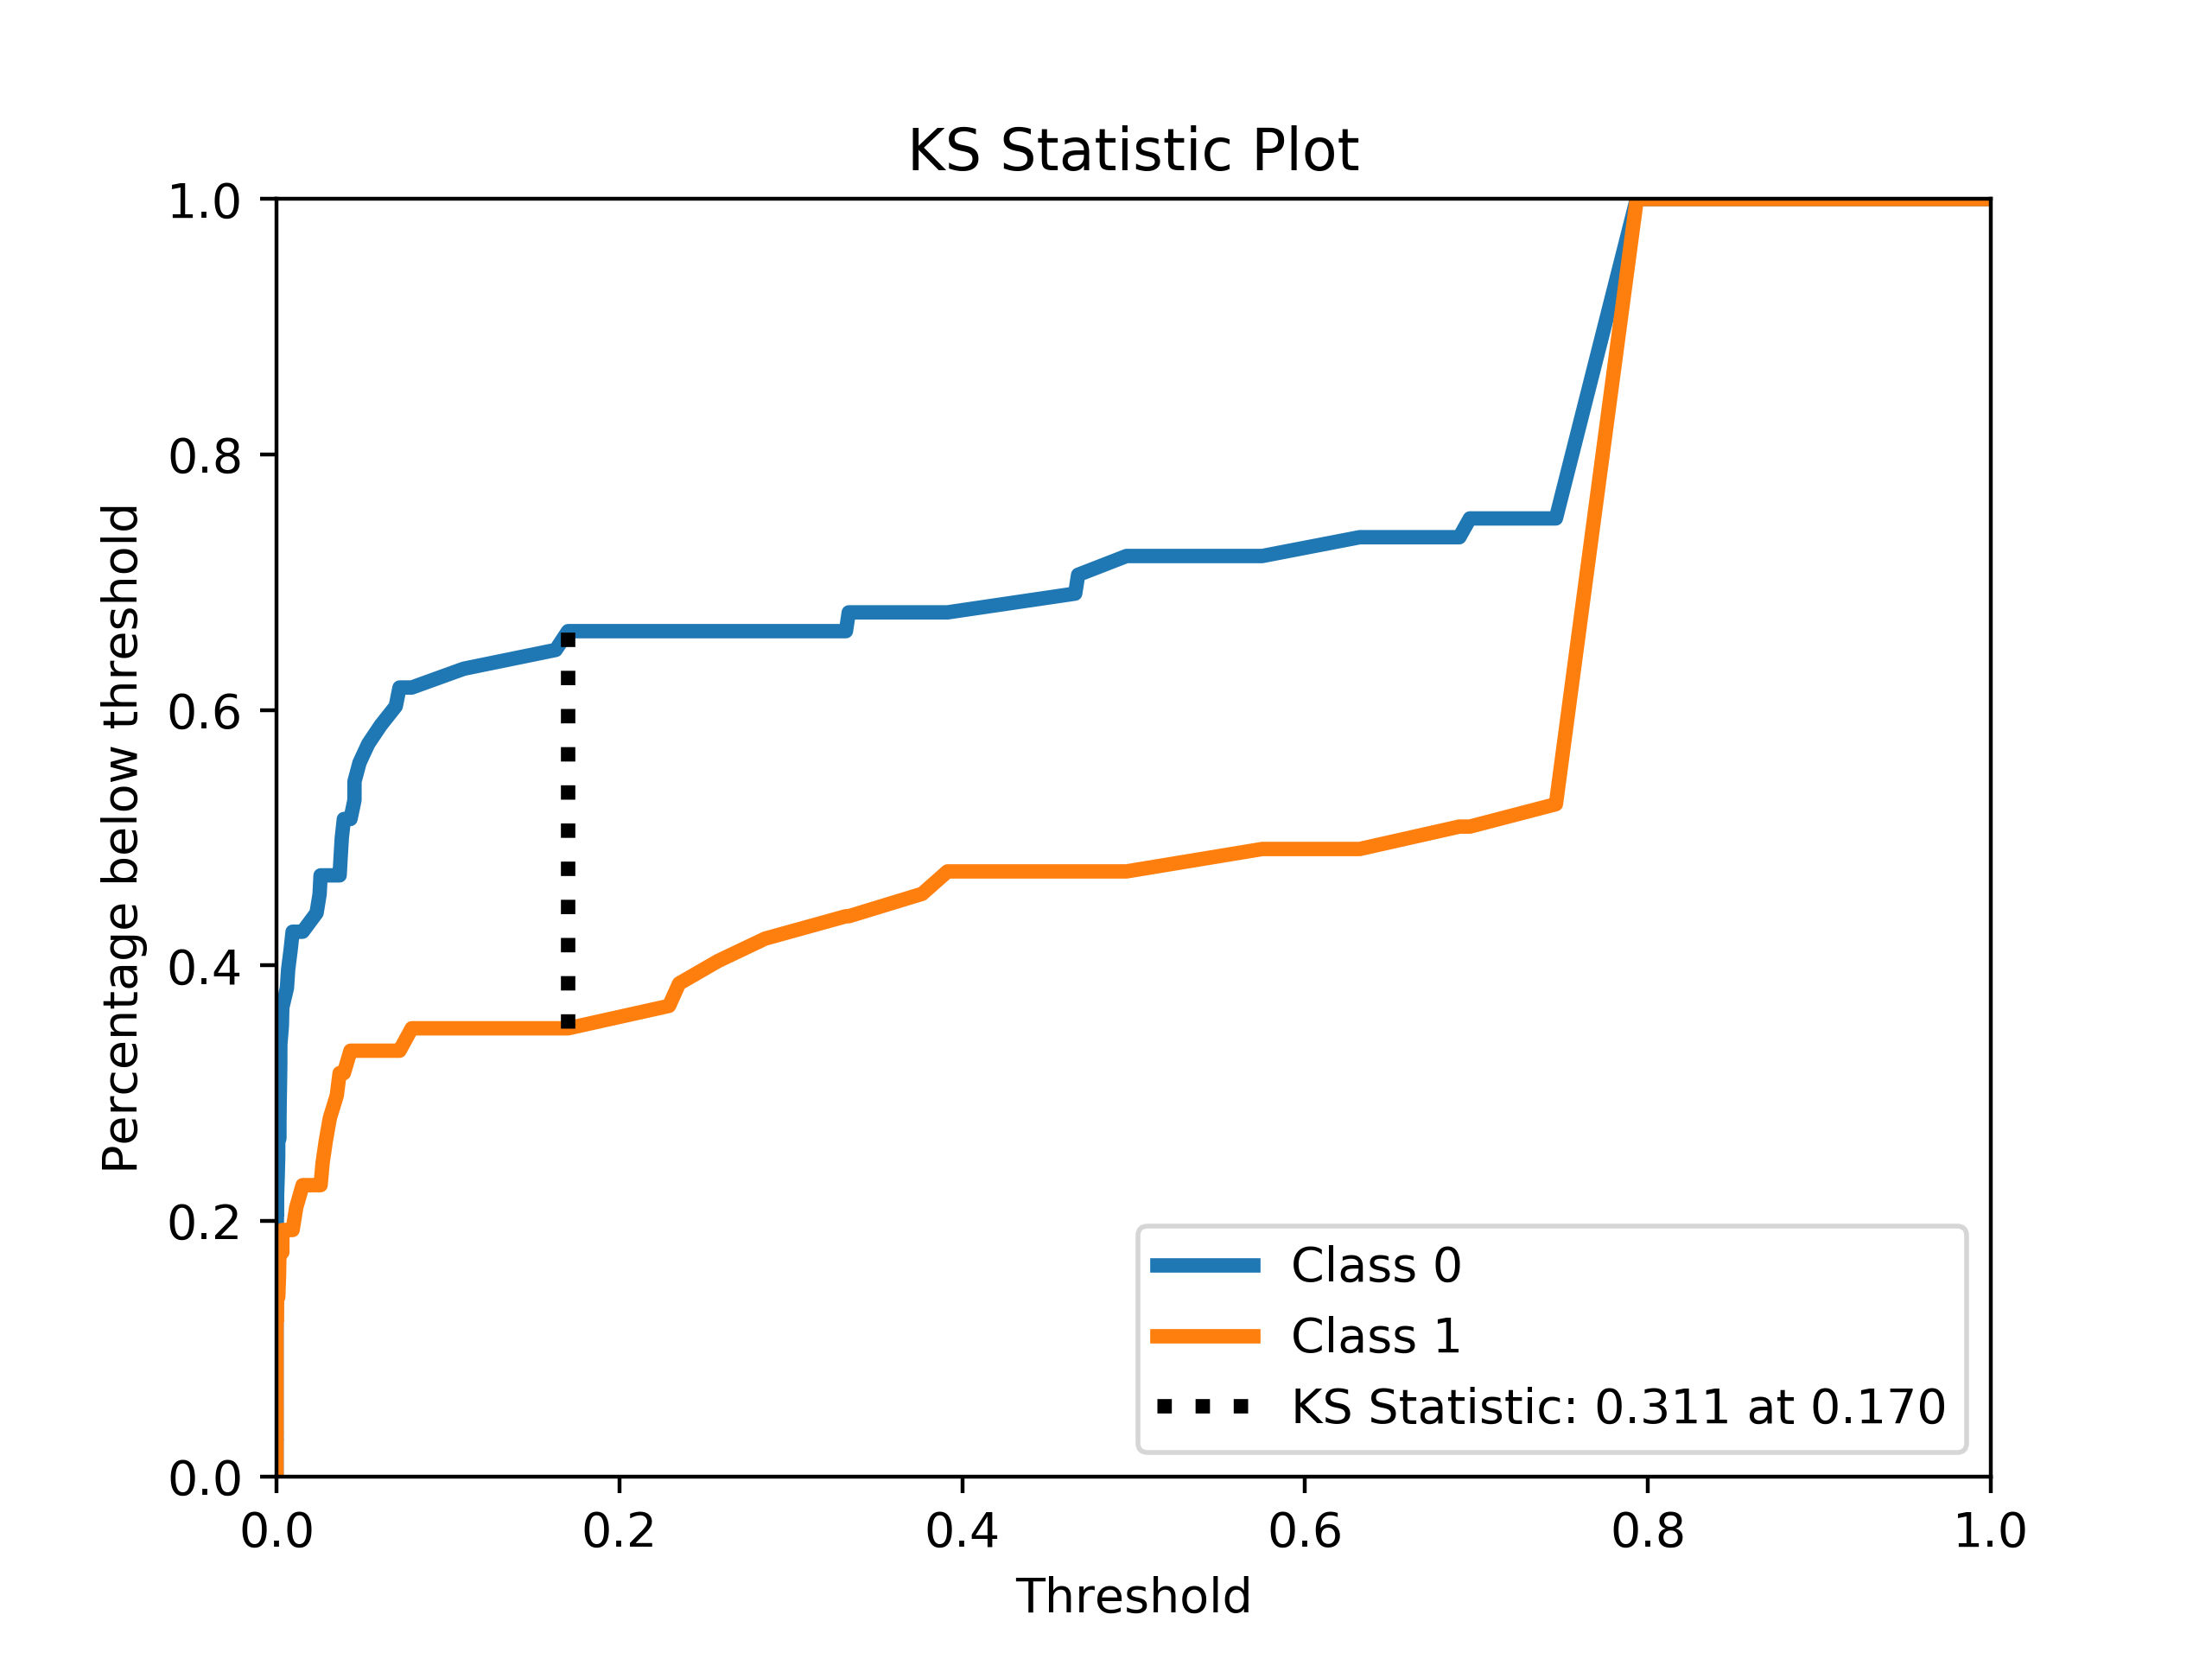 KS Statistic Plot
1.0
0.8
0.6
0.4
0.2
0.0
Percentage below threshold
0.0 0.2 0.4 0.6 0.8 1.0
Threshold
Class 0
Class 1
KS Statistic: 0.311 at 0.170